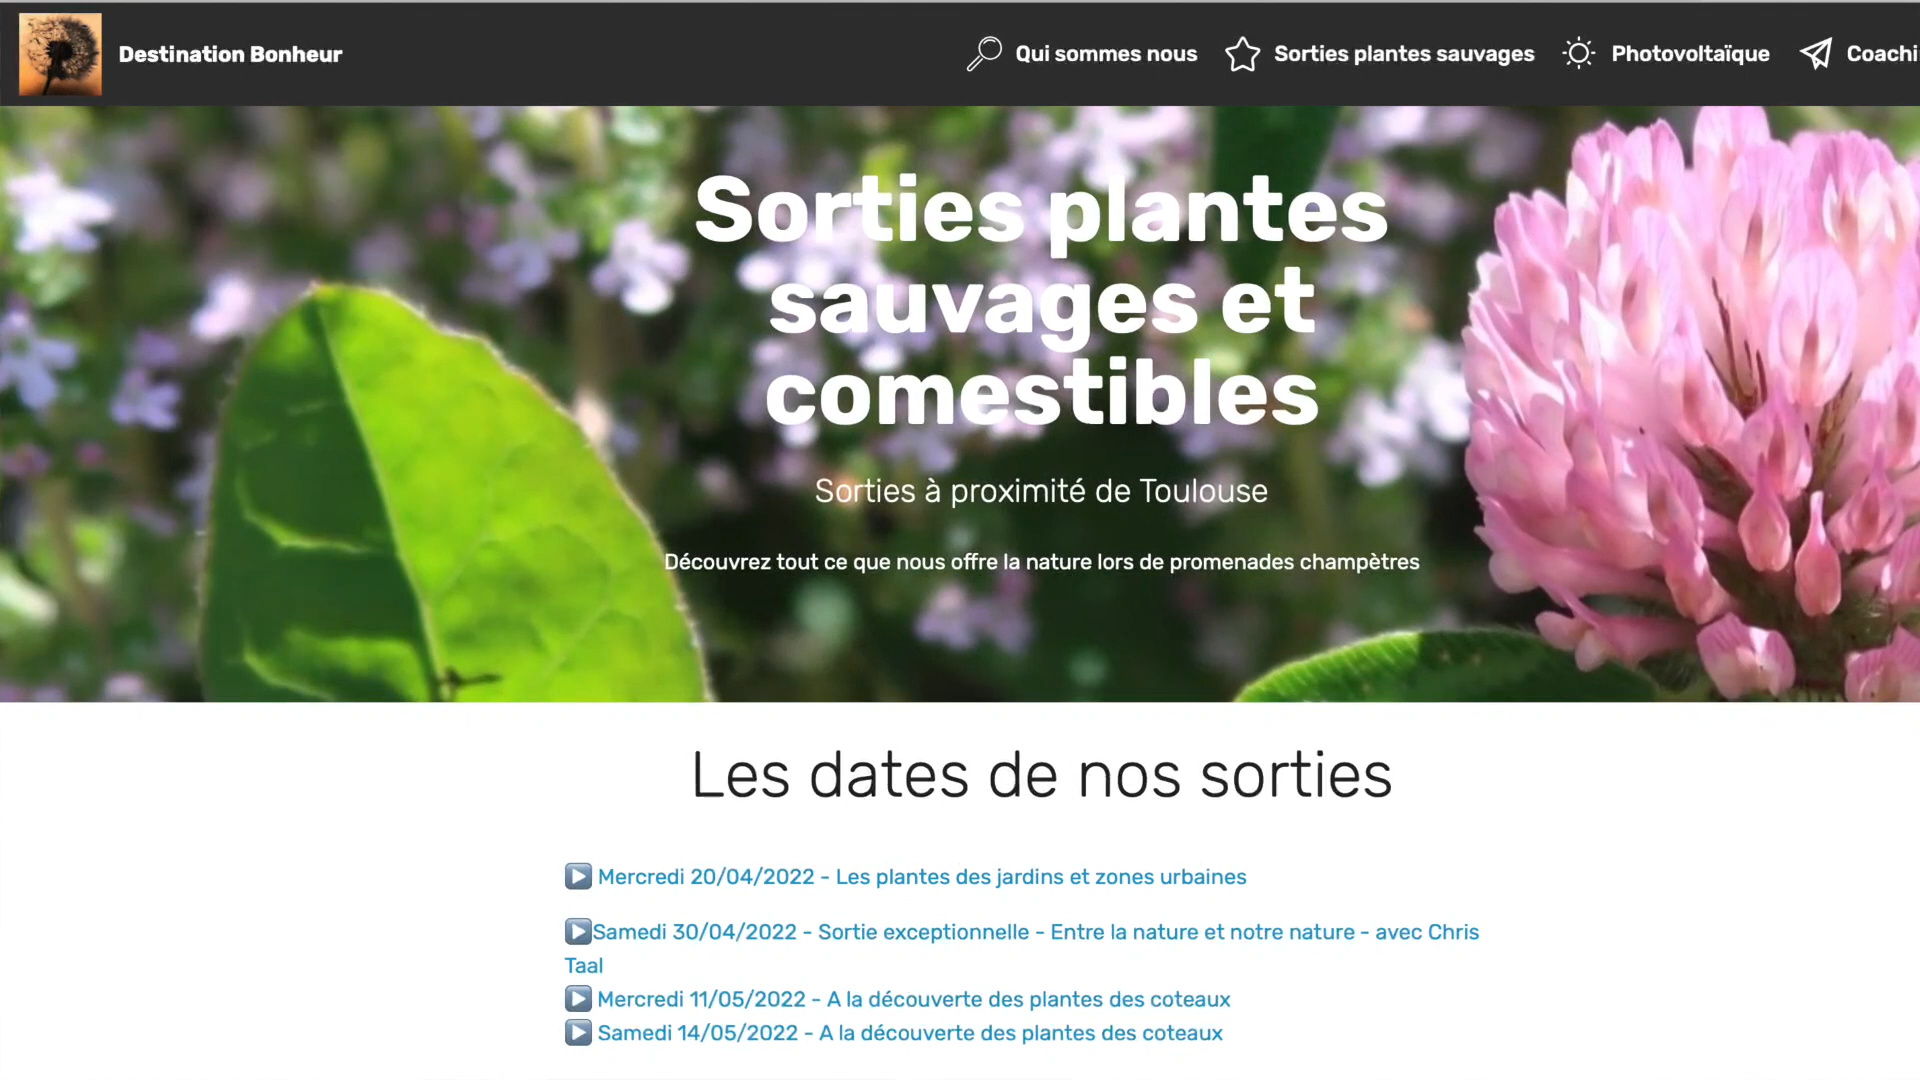 Destination Bonheur
Qui sommes nous
Sorties plantes sauvages
Photovoltaïque
Sorties plantes
sauvages et
comestibles
Sorties à proximité de Toulouse
Découvrez tout ce que nous offre la nature lors de promenades champètres
Les dates de nos sorties
Mercredi 20/04/2022 - Les plantes des jardins et zones urbaines
Samedi 30/04/2022 - Sortie exceptionnelle - Entre la nature et notre nature - avec Chris
Taal
Mercredi 11/05/2022 - A la découverte des plantes des coteaux
Samedi 14/05/2022 - A la découverte des plantes des coteaux